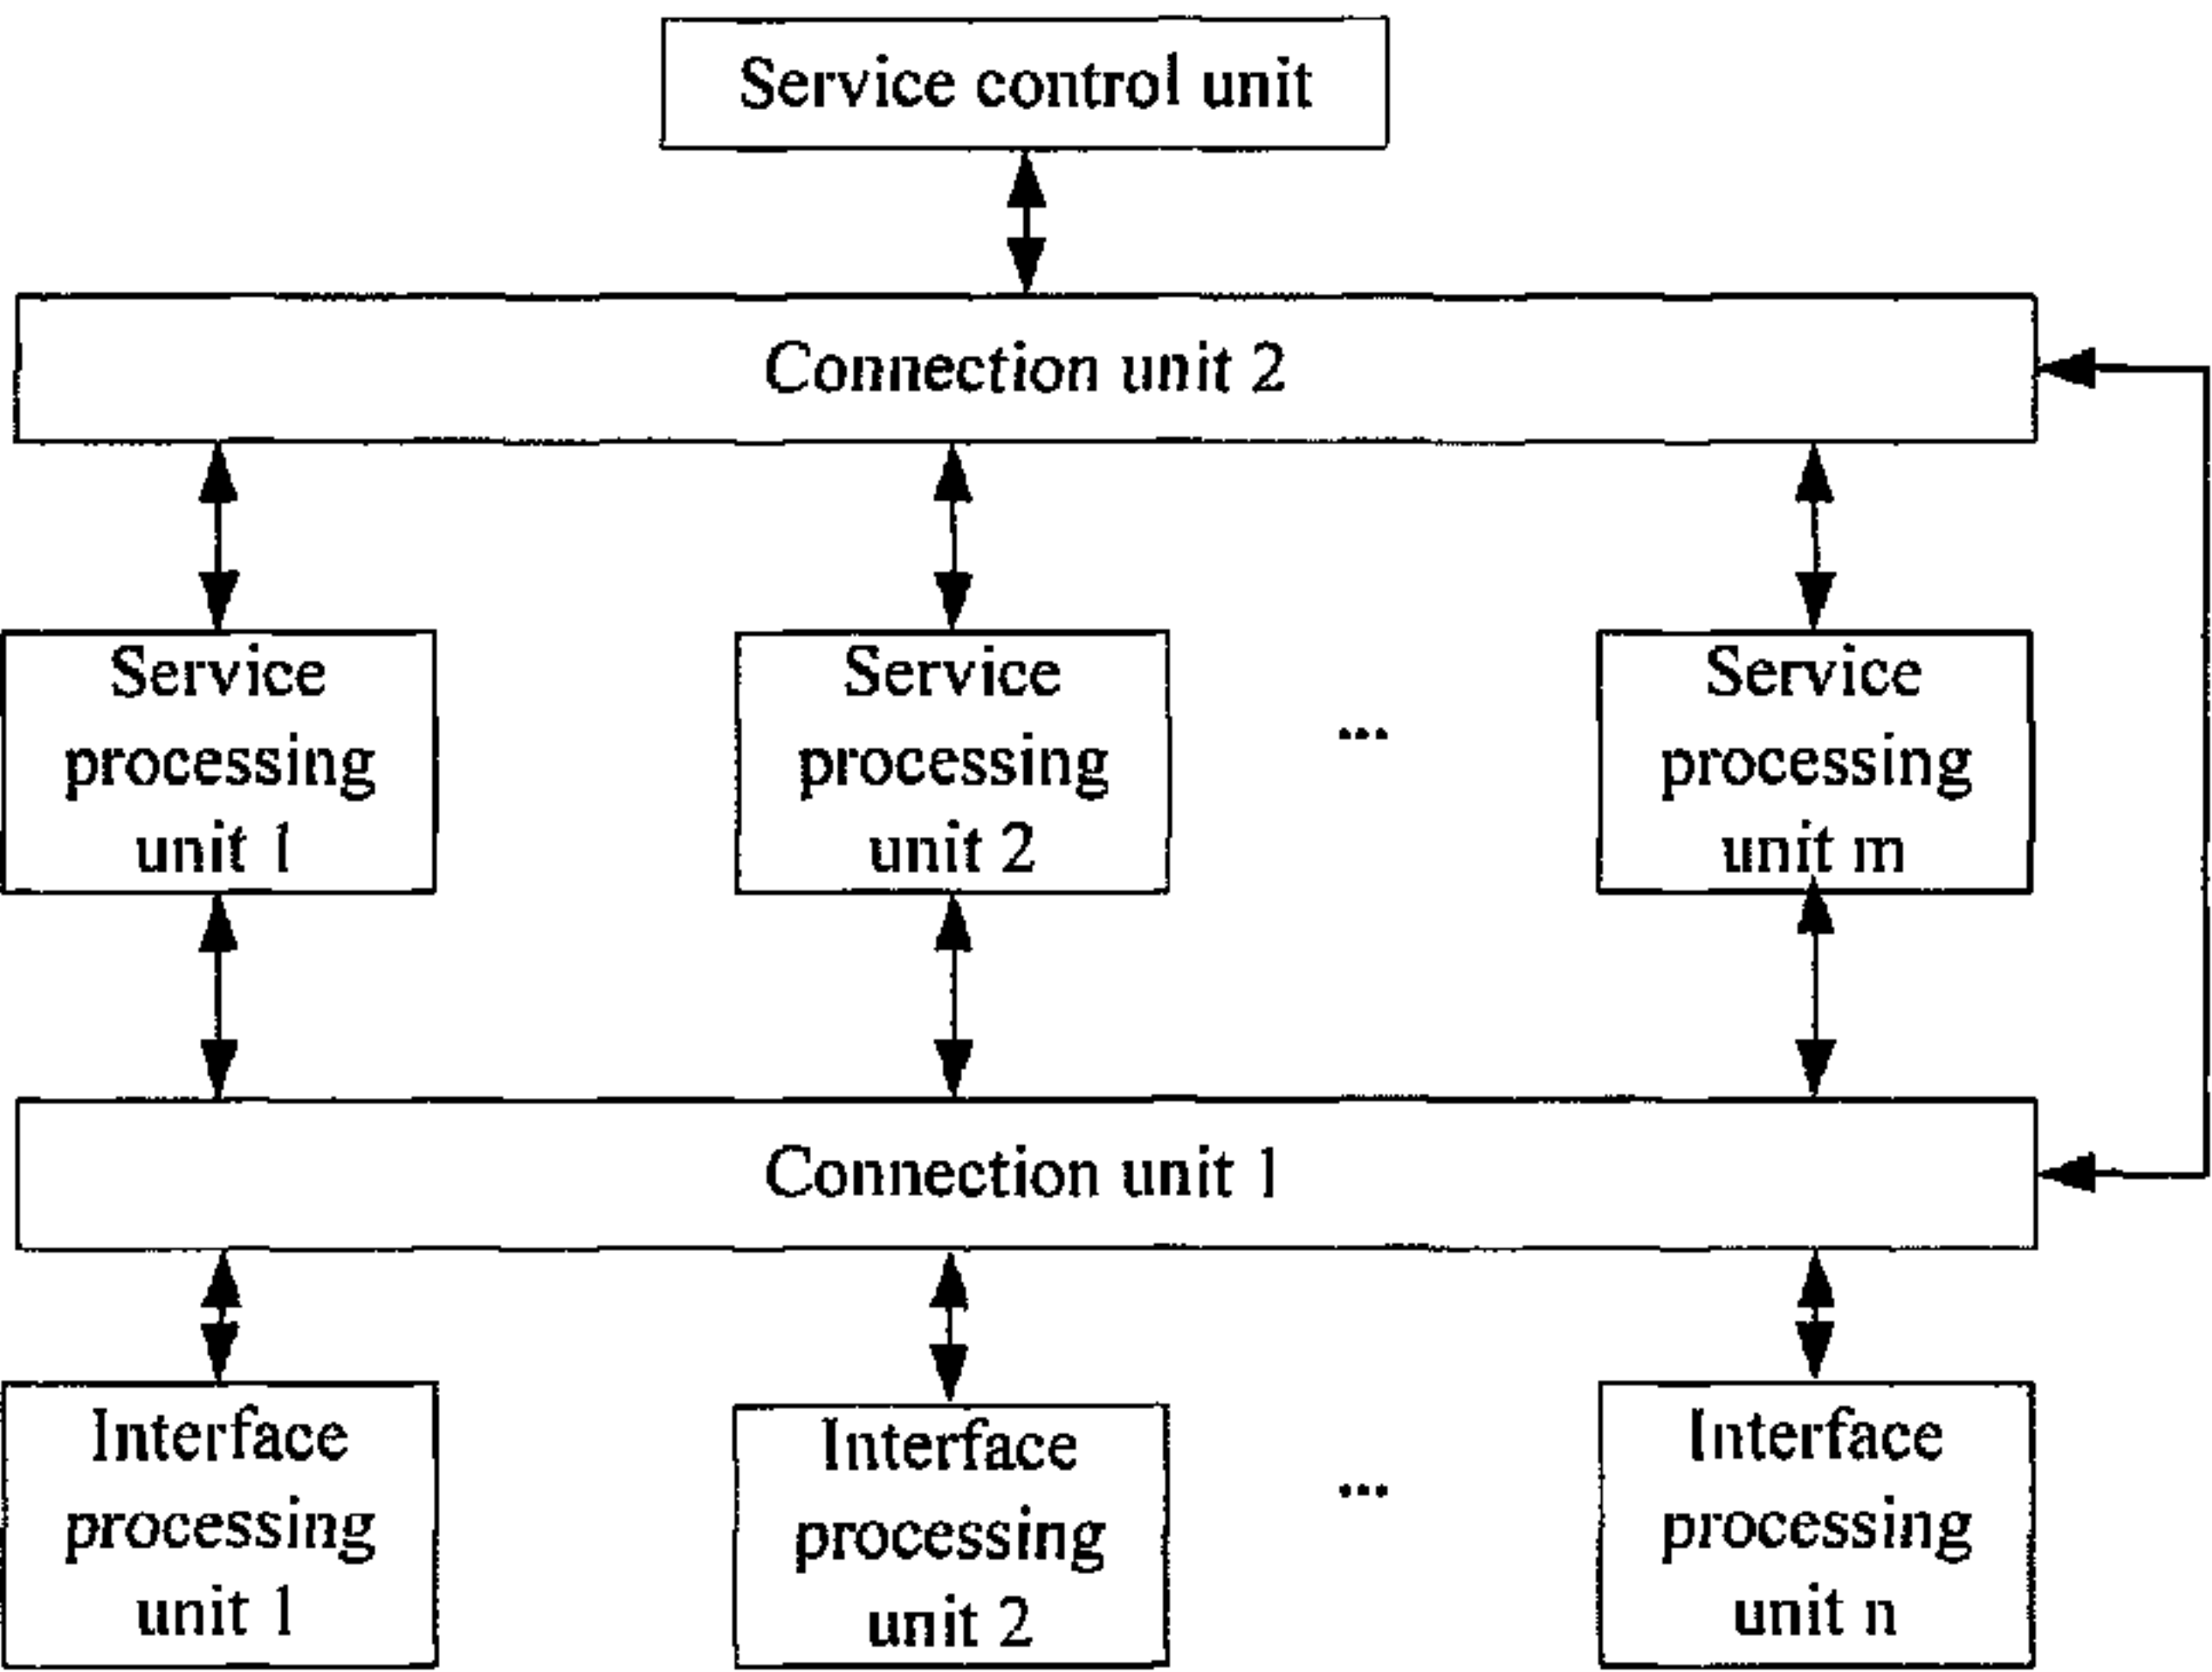 Service control unit
Connection unit 2
Service
processing
unit 1
Service
processing
unit 2
...
Service
processing
unit m
Connection unit 1
Interface
processing
unit 1
Interface
processing
unit 2
...
Interface
processing
unit n